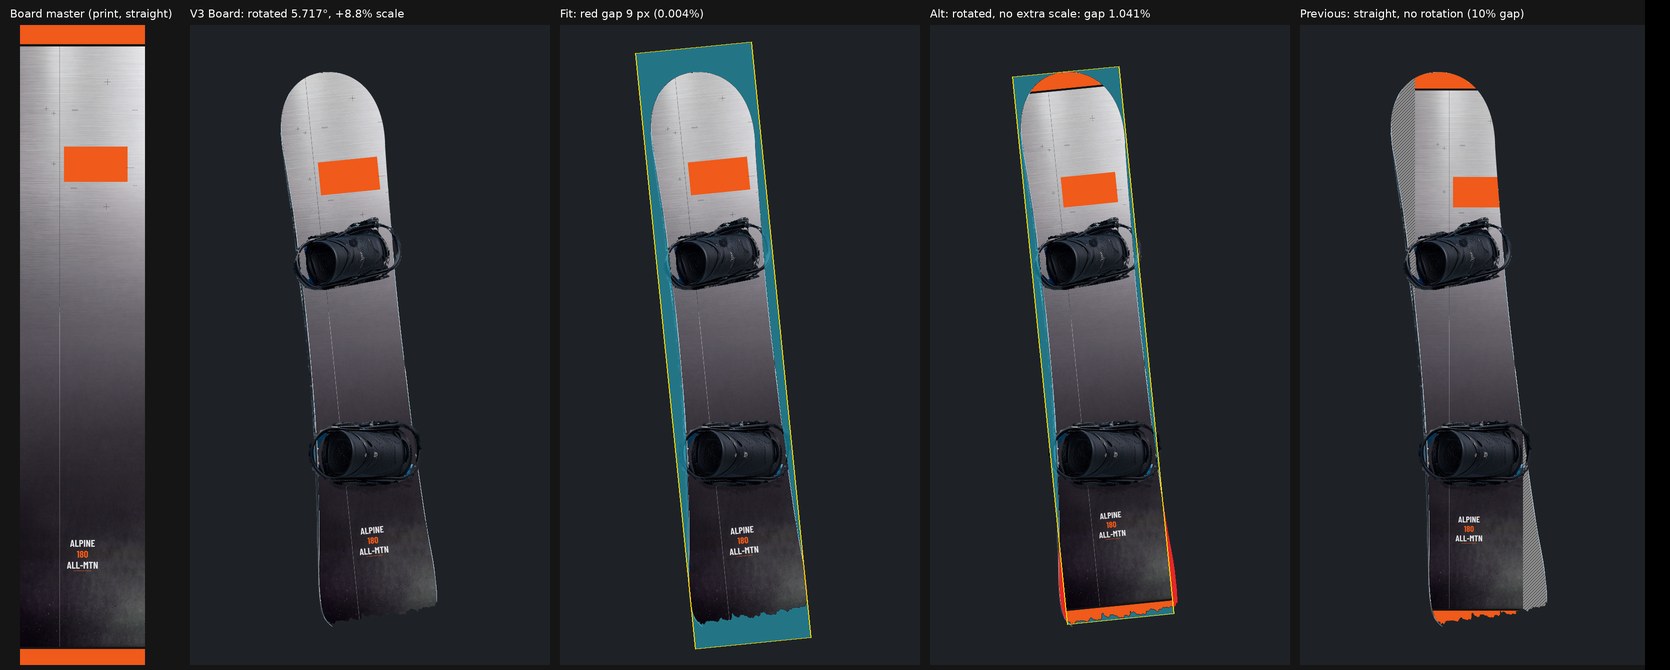 Board master (print, straight)
V3 Board: rotated 5.717°, +8.8% scale
Fit: red gap 9 px (0.004%)
Alt: rotated, no extra scale: gap 1.041%
Previous: straight, no rotation (10% gap)
ALPINE
180
ALL-MTN
ALPINE
180
ALL-MTN
ALPINE
180
ALL-MTN
ALPINE
180
ALL-MTN
ALPINE
180
ALL-MTN